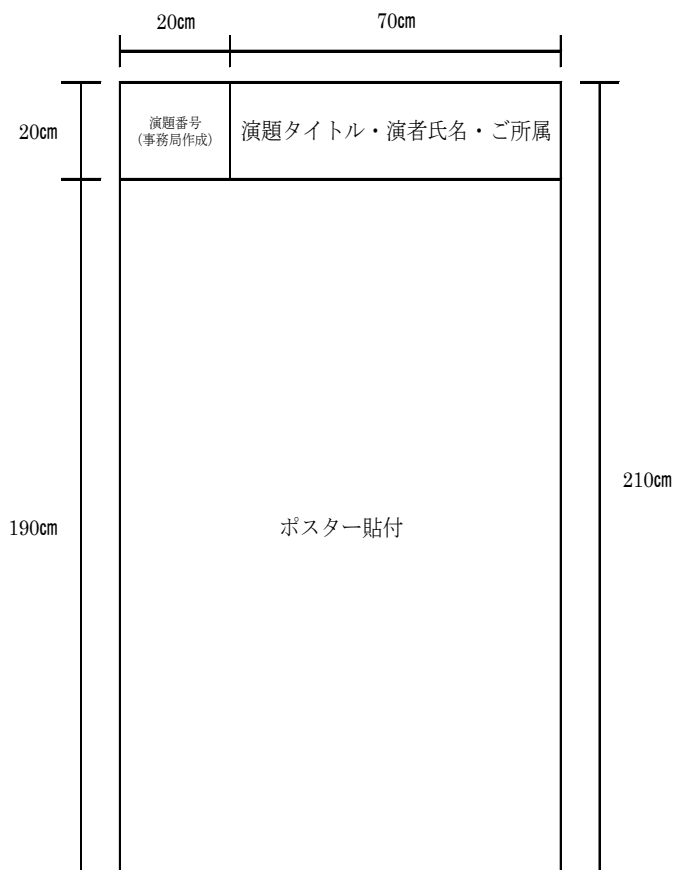 20㎝
70㎝
20㎝
演題番号
(事務局作成)
演題タイトル・演者氏名・ご所属
210㎝
190㎝
ポスター貼付